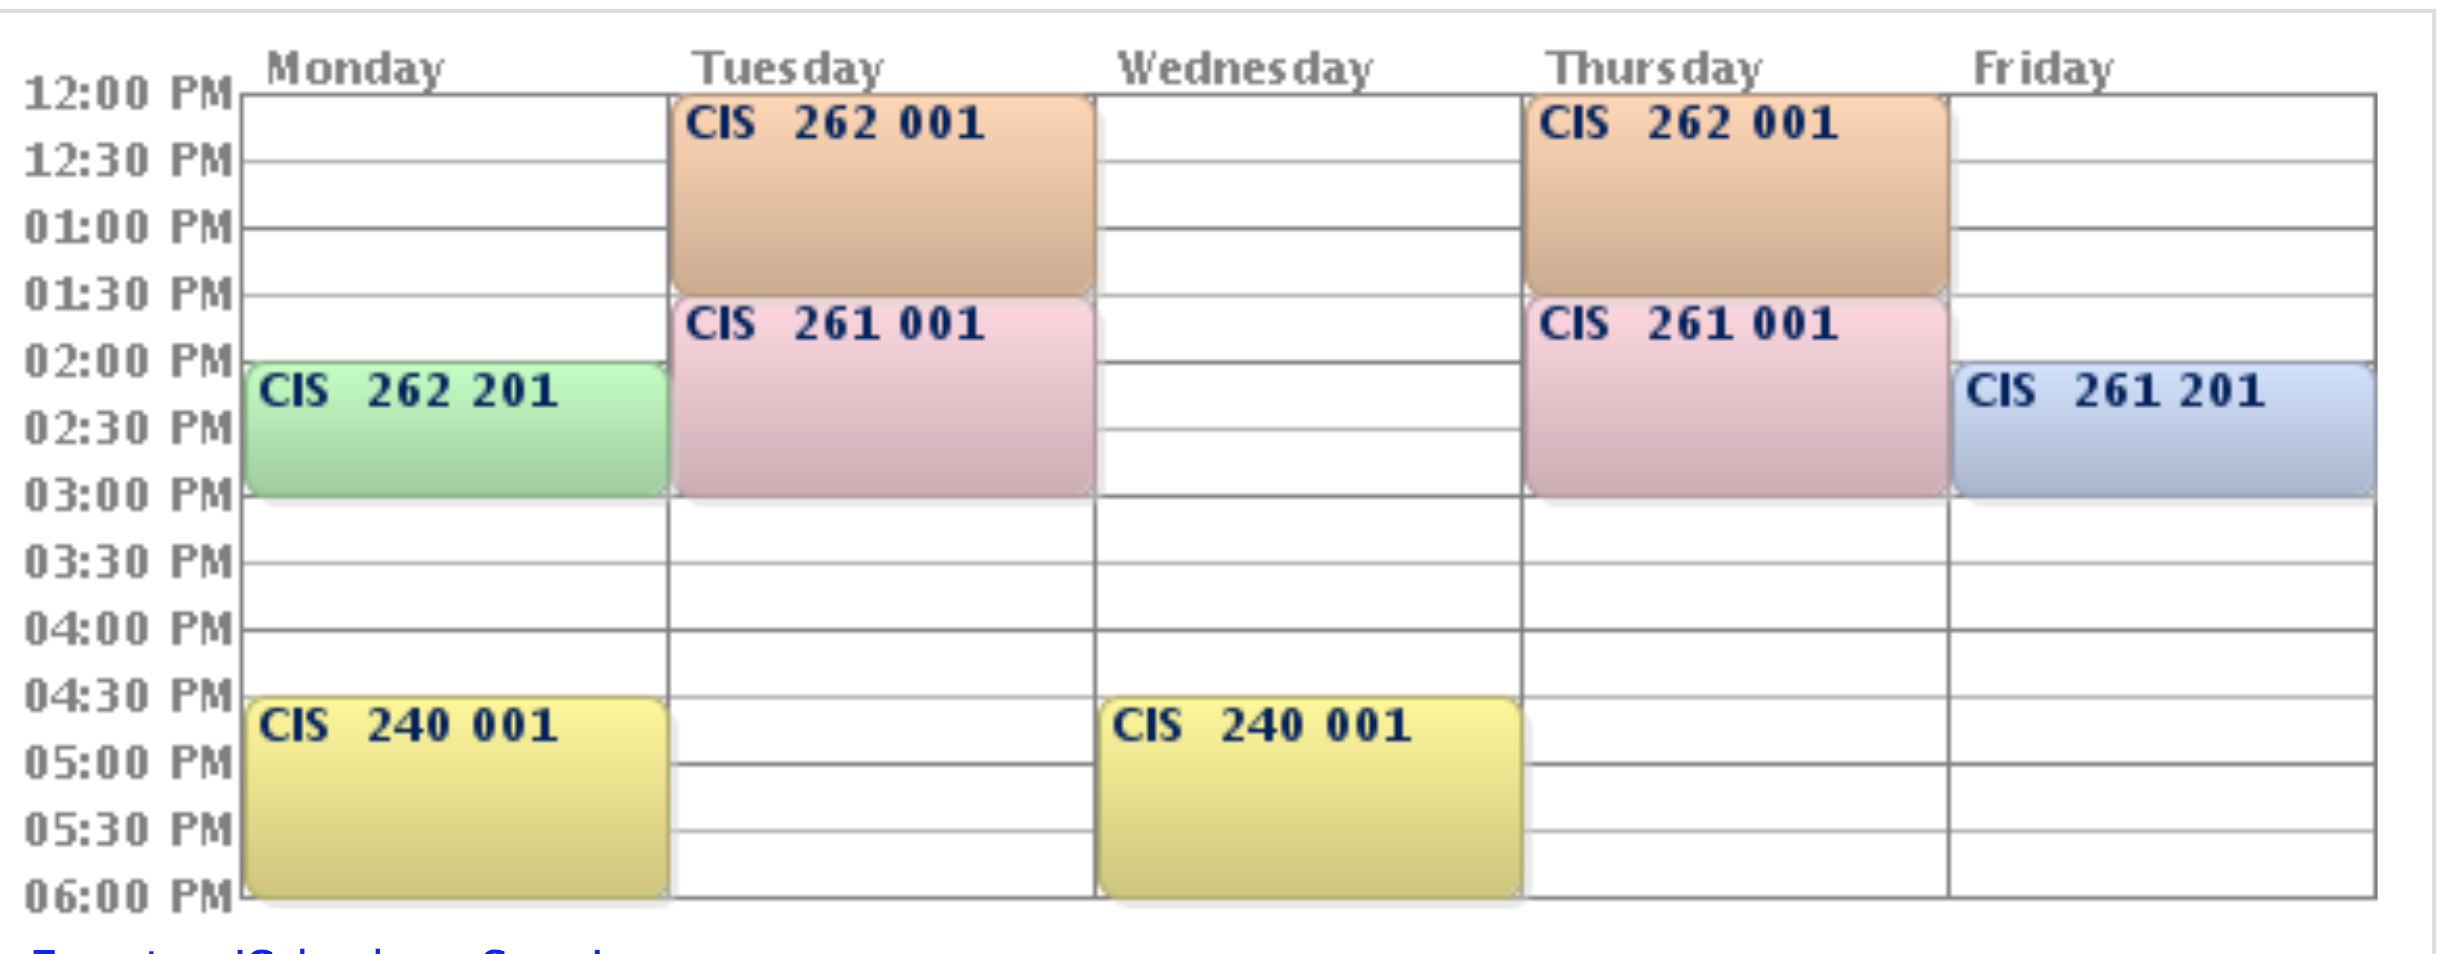 Monday Tuesday Wednesday Thursday Friday
12:00 PM CIS 262 001 CIS 262 001
12:30 PM
01:00 PM
01:30 PM CIS 261 001 CIS 261 001
02:00 PM CIS 262 201 CIS 261 201
02:30 PM
03:00 PM
03:30 PM
04:00 PM
04:30 PM CIS 240 001 CIS 240 001
05:00 PM
05:30 PM
06:00 PM